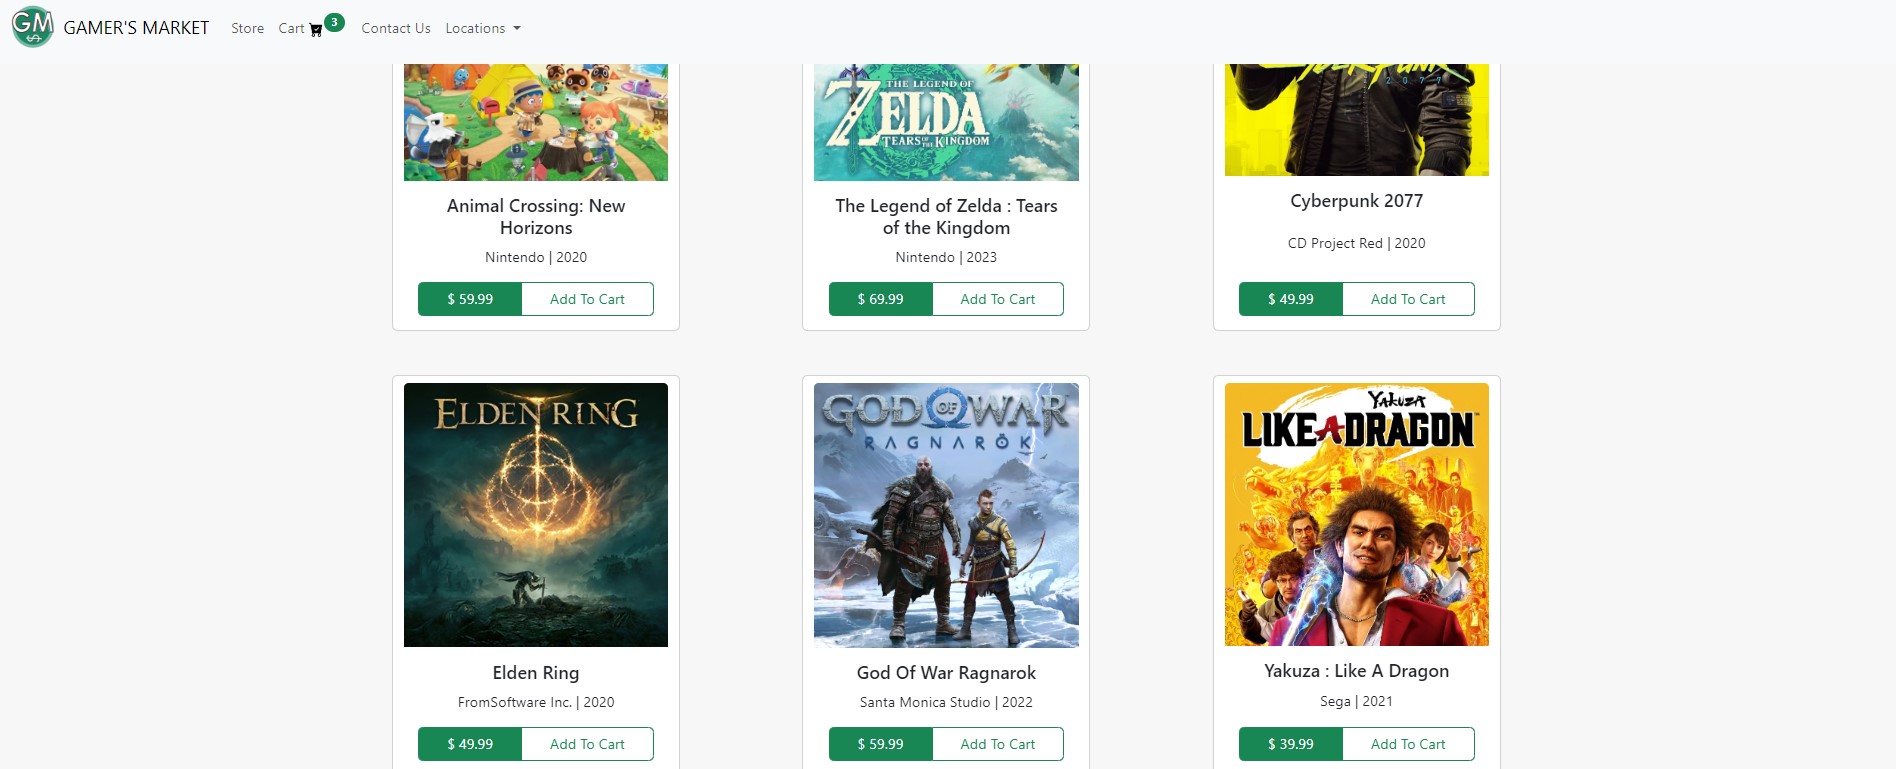 GM
$
GAMER'S MARKET
Store
Cart 3
Contact Us
Locations
THE LEGEND OF
ZELDA
TEARS OF THE KINGDOM
2077
Animal Crossing: New
Horizons
Nintendo | 2020
$ 59.99
Add To Cart
The Legend of Zelda : Tears
of the Kingdom
Nintendo | 2023
$ 69.99
Add To Cart
Cyberpunk 2077
CD Project Red | 2020
$ 49.99
Add To Cart
ELDEN RING
Elden Ring
FromSoftware Inc. | 2020
$ 49.99
Add To Cart
GOD OF WAR
RAGNARÖK
God Of War Ragnarok
Santa Monica Studio | 2022
$ 59.99
Add To Cart
YAKUZA
LIKE A DRAGON
Yakuza : Like A Dragon
Sega | 2021
$ 39.99
Add To Cart